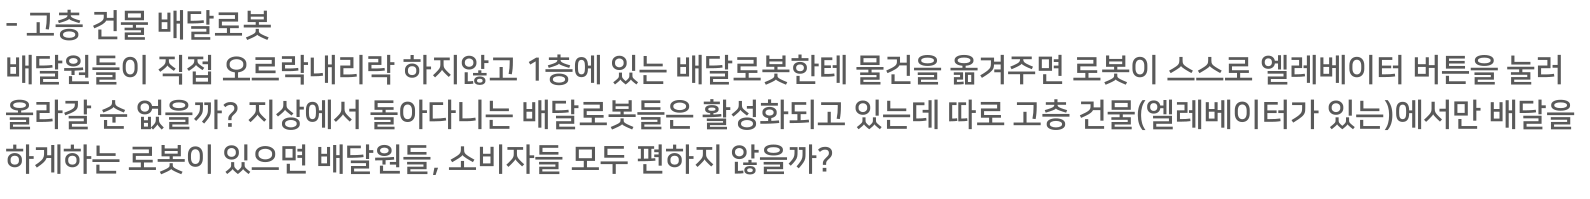 - 고층 건물 배달로봇
배달원들이 직접 오르락내리락 하지않고 1층에 있는 배달로봇한테 물건을 옮겨주면 로봇이 스스로 엘레베이터 버튼을 눌러
올라갈 순 없을까? 지상에서 돌아다니는 배달로봇들은 활성화되고 있는데 따로 고층 건물(엘레베이터가 있는)에서만 배달을
하게하는 로봇이 있으면 배달원들, 소비자들 모두 편하지 않을까?